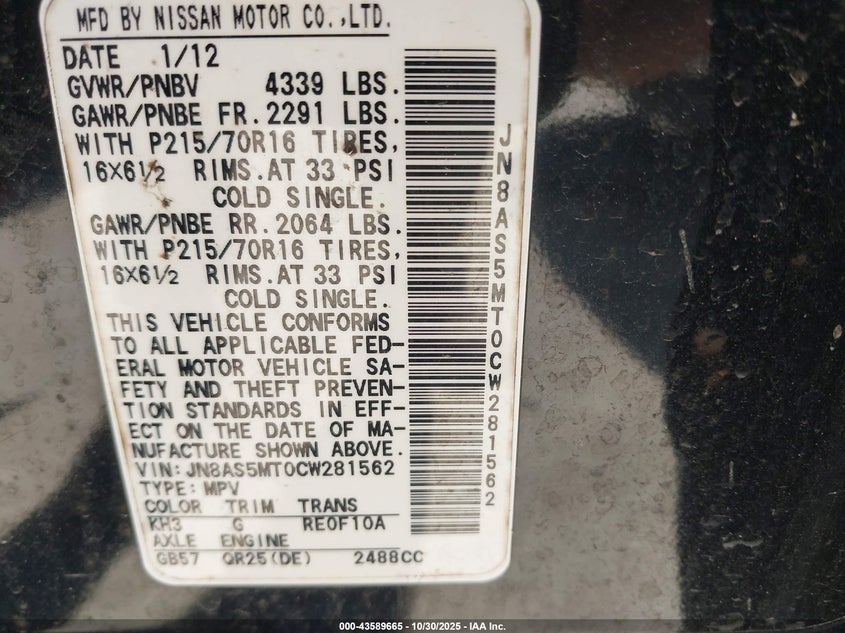 MFD BY NISSAN MOTOR CO.,LTD.
DATE 1/12
GVWR/PNBV 4339 LBS.
GAWR/PNBE FR.2291 LBS.
WITH P215/70R16 TIRES,
16X6½ RIMS.AT 33 PSI
COLD SINGLE.
GAWR/PNBE RR.2064 LBS.
WITH P215/70R16 TIRES,
16X6½ RIMS.AT 33 PSI
COLD SINGLE.
THIS VEHICLE CONFORMS
TO ALL APPLICABLE FED-
ERAL MOTOR VEHICLE SA-
FETY AND THEFT PREVEN-
TION STANDARDS IN EFF-
ECT ON THE DATE OF MA-
NUFACTURE SHOWN ABOVE.
VIN:JN8AS5MT0CW281562
TYPE:MPV
COLOR TRIM TRANS
KH3 G RE0F10A
AXLE ENGINE
GB57 QR25(DE) 2488CC
JN8AS5MT0CW281562
000-43589665 - 10/30/2025 - IAA Inc.